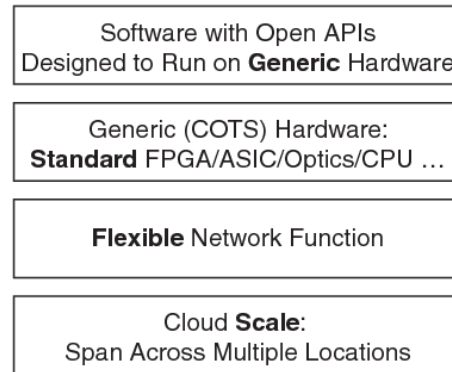 Software with Open APIs
Designed to Run on Generic Hardware
Generic (COTS) Hardware:
Standard FPGA/ASIC/Optics/CPU ...
Flexible Network Function
Cloud Scale:
Span Across Multiple Locations